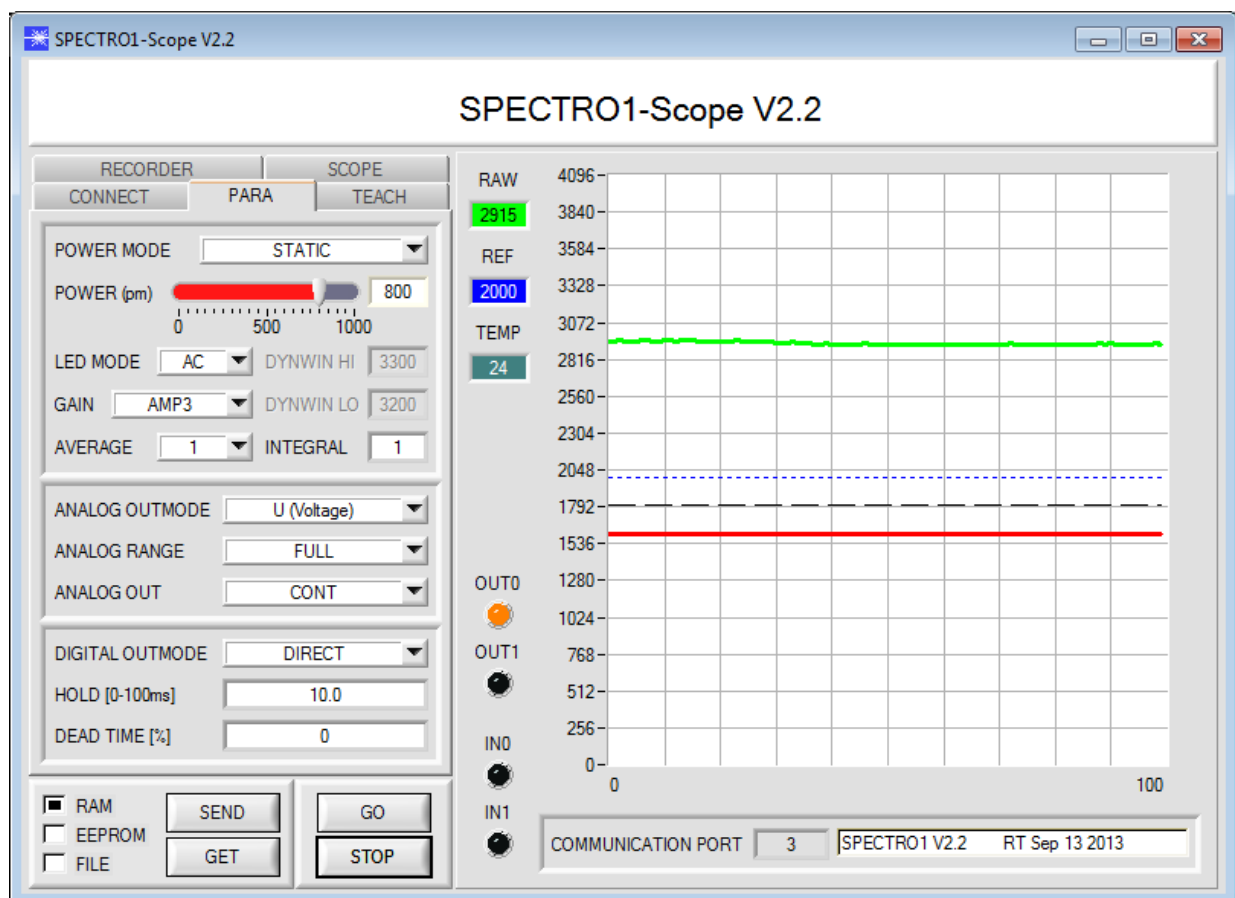 SPECTRO1-Scope V2.2
SPECTRO1-Scope V2.2
RECORDER SCOPE
CONNECT PARA TEACH
POWER MODE STATIC
POWER (pm) 800
0 500 1000
LED MODE AC DYNWIN HI 3300
GAIN AMP3 DYNWIN LO 3200
AVERAGE 1 INTEGRAL 1
ANALOG OUTMODE U (Voltage)
ANALOG RANGE FULL
ANALOG OUT CONT
DIGITAL OUTMODE DIRECT
HOLD [0-100ms] 10.0
DEAD TIME [%] 0
RAM
EEPROM
FILE
SEND
GET
GO
STOP
RAW
2915
REF
2000
TEMP
24
OUT0
OUT1
IN0
IN1
4096
3840
3584
3328
3072
2816
2560
2304
2048
1792
1536
1280
1024
768
512
256
0
0 100
COMMUNICATION PORT 3 SPECTRO1 V2.2 RT Sep 13 2013